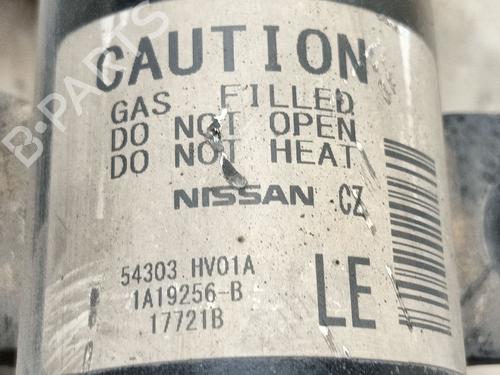 CAUTION
GAS FILLED
DO NOT OPEN
DO NOT HEAT
NISSAN CZ
54303 HV01A
1A19256-B
17721B
LE
B-PARTS